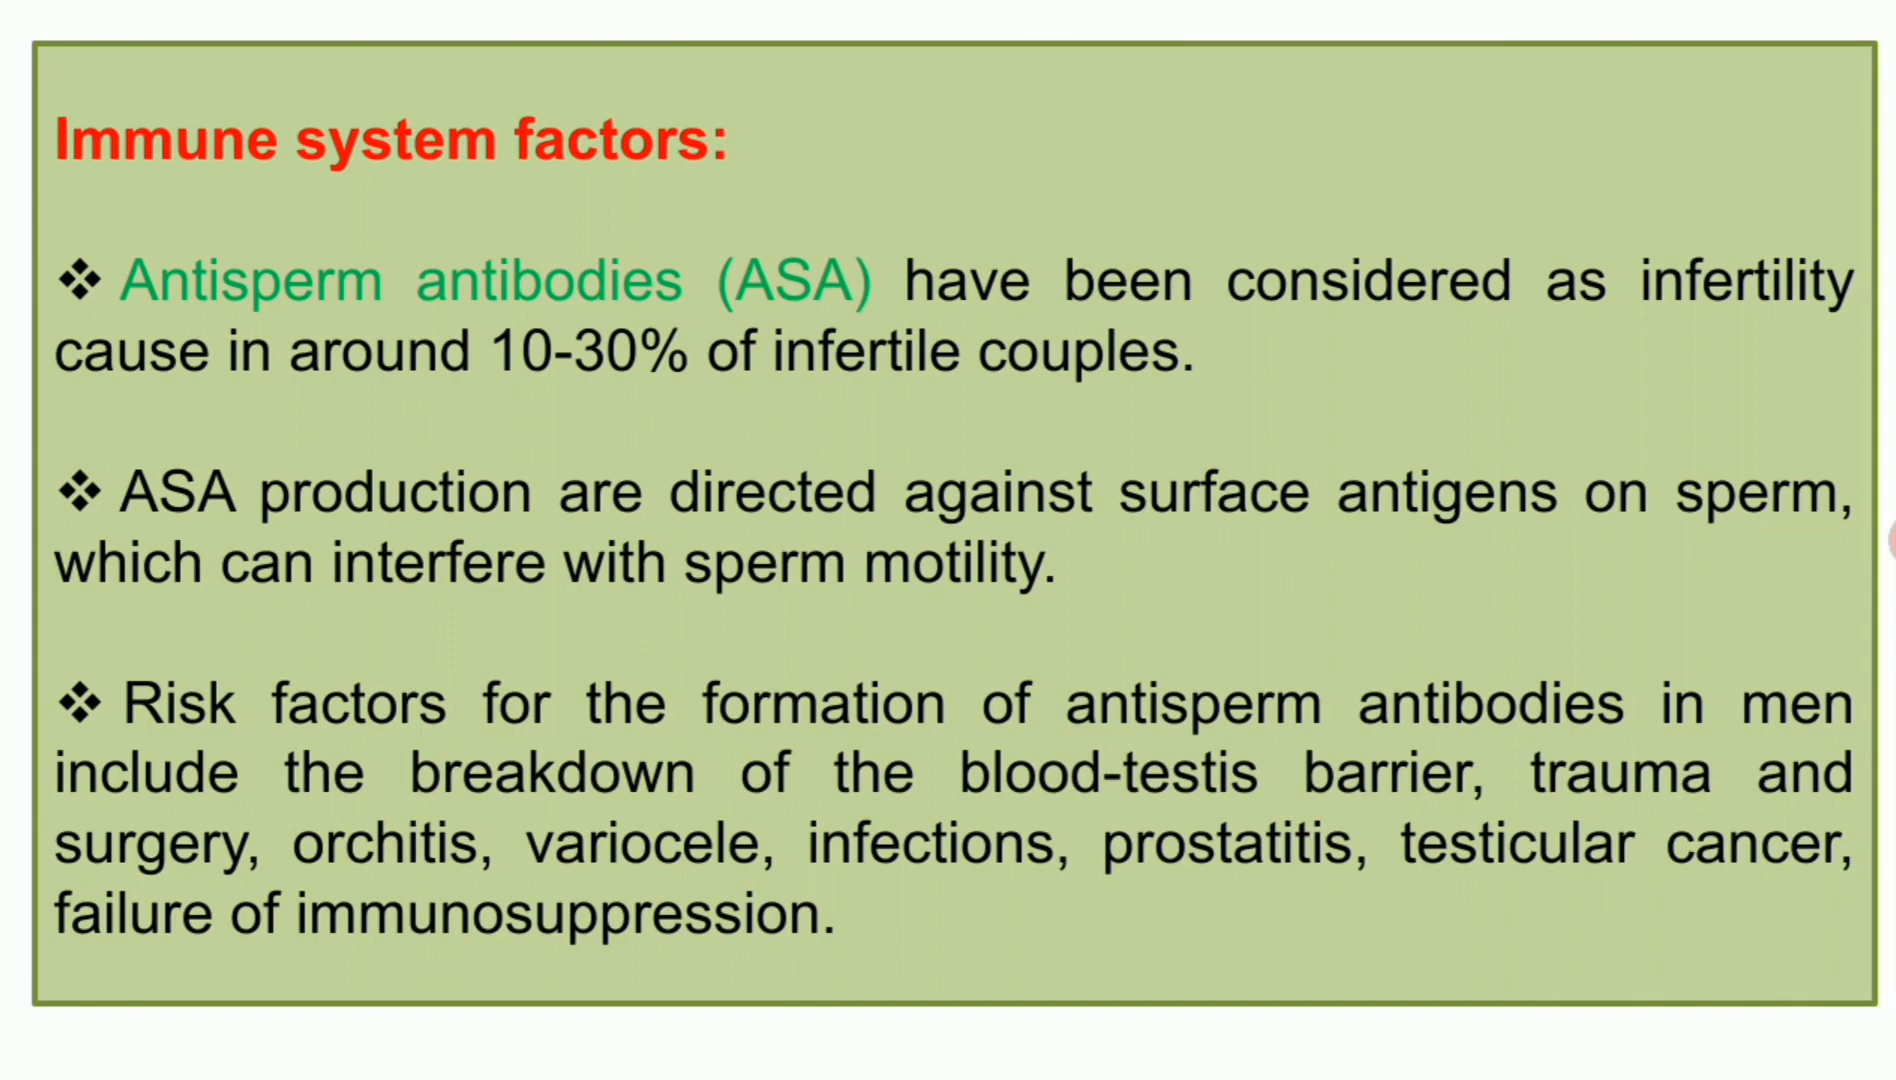 Immune system factors:
❖ Antisperm antibodies (ASA) have been considered as infertility
cause in around 10-30% of infertile couples.
❖ ASA production are directed against surface antigens on sperm,
which can interfere with sperm motility.
❖ Risk factors for the formation of antisperm antibodies in men
include the breakdown of the blood-testis barrier, trauma and
surgery, orchitis, variocele, infections, prostatitis, testicular cancer,
failure of immunosuppression.